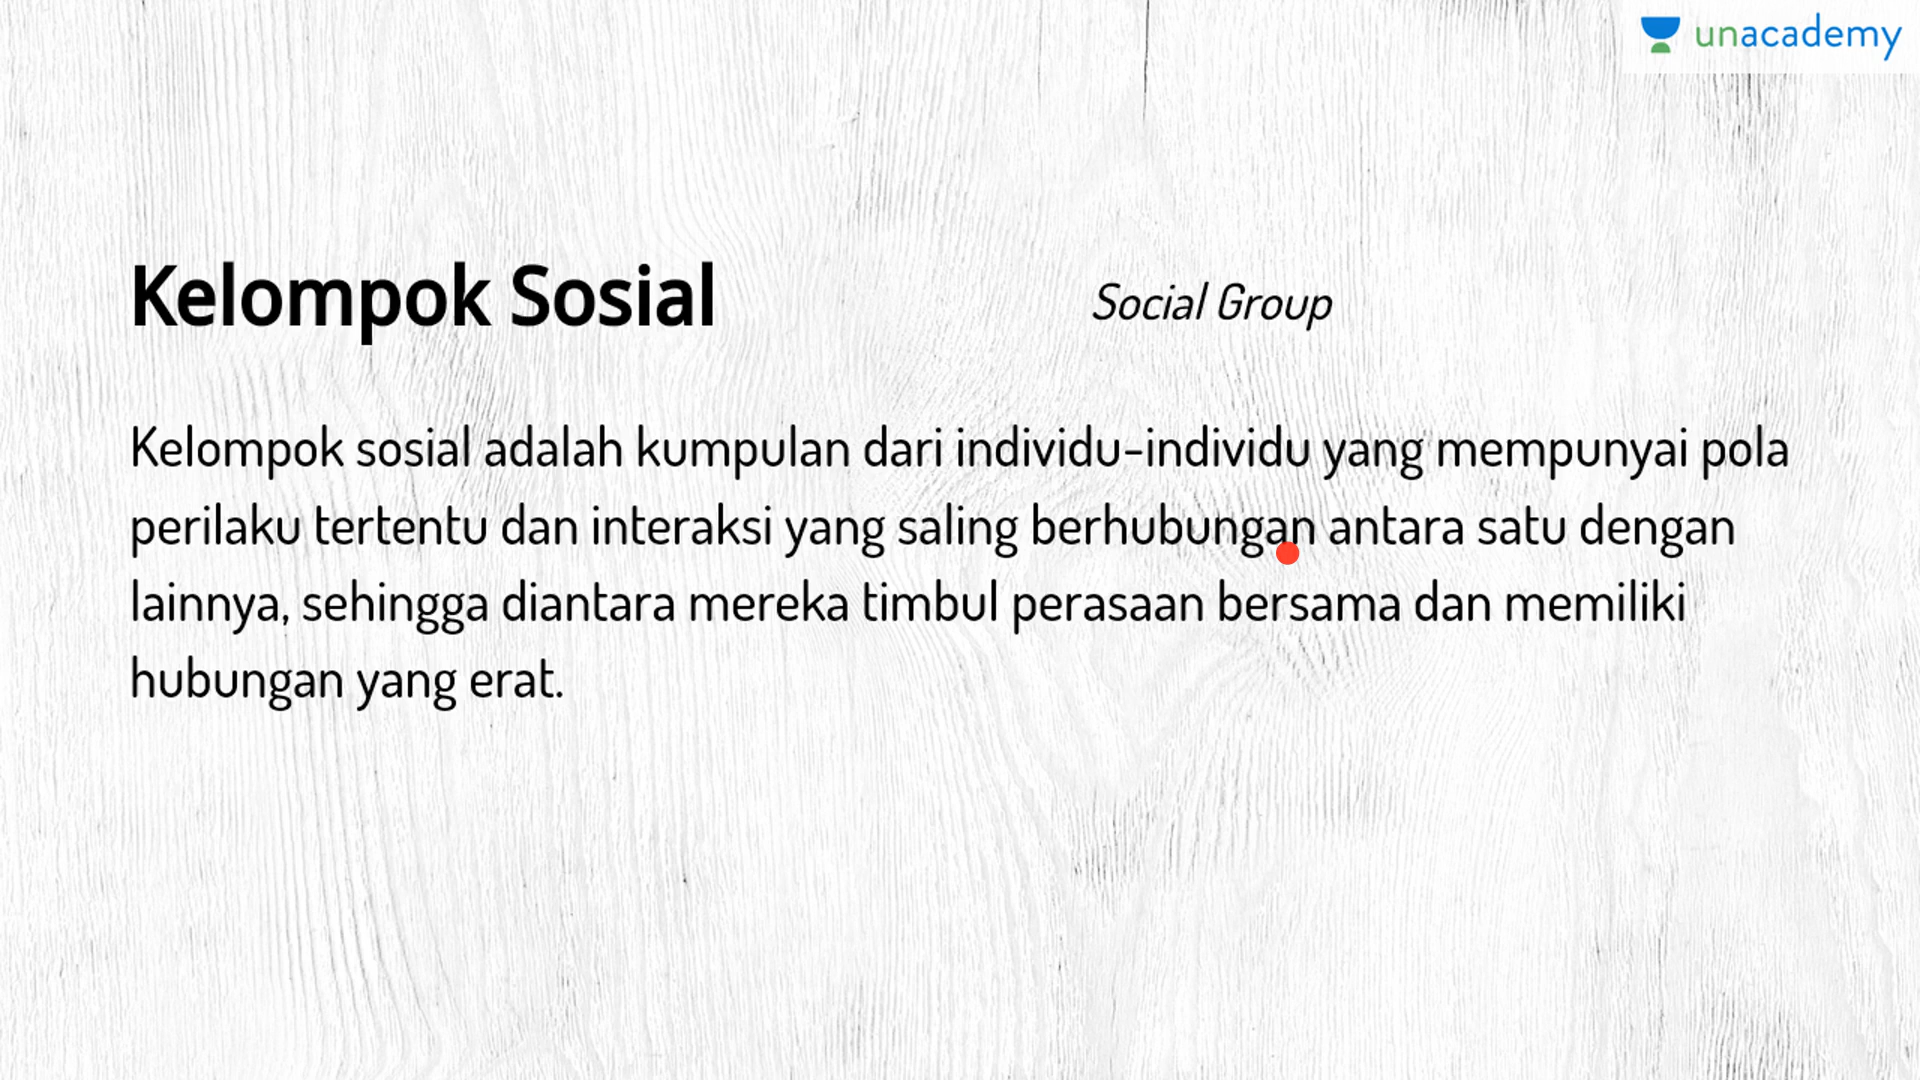 unacademy
Kelompok Sosial
Social Group
Kelompok sosial adalah kumpulan dari individu-individu yang mempunyai pola
perilaku tertentu dan interaksi yang saling berhubungan antara satu dengan
lainnya, sehingga diantara mereka timbul perasaan bersama dan memiliki
hubungan yang erat.